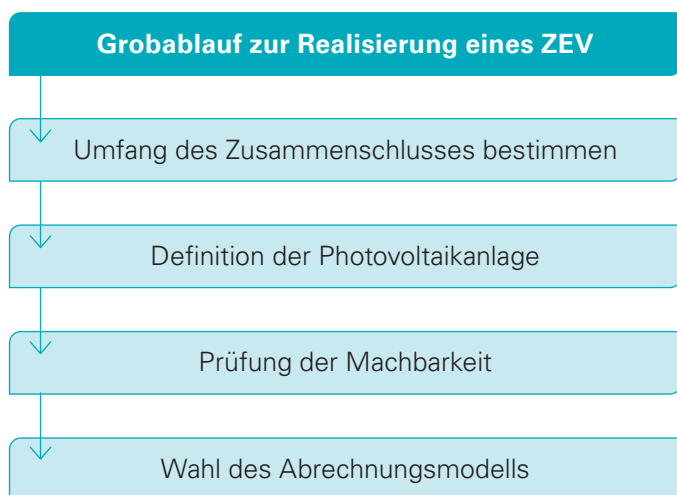 Grobablauf zur Realisierung eines ZEV
Umfang des Zusammenschlusses bestimmen
Definition der Photovoltaikanlage
Prüfung der Machbarkeit
Wahl des Abrechnungsmodells